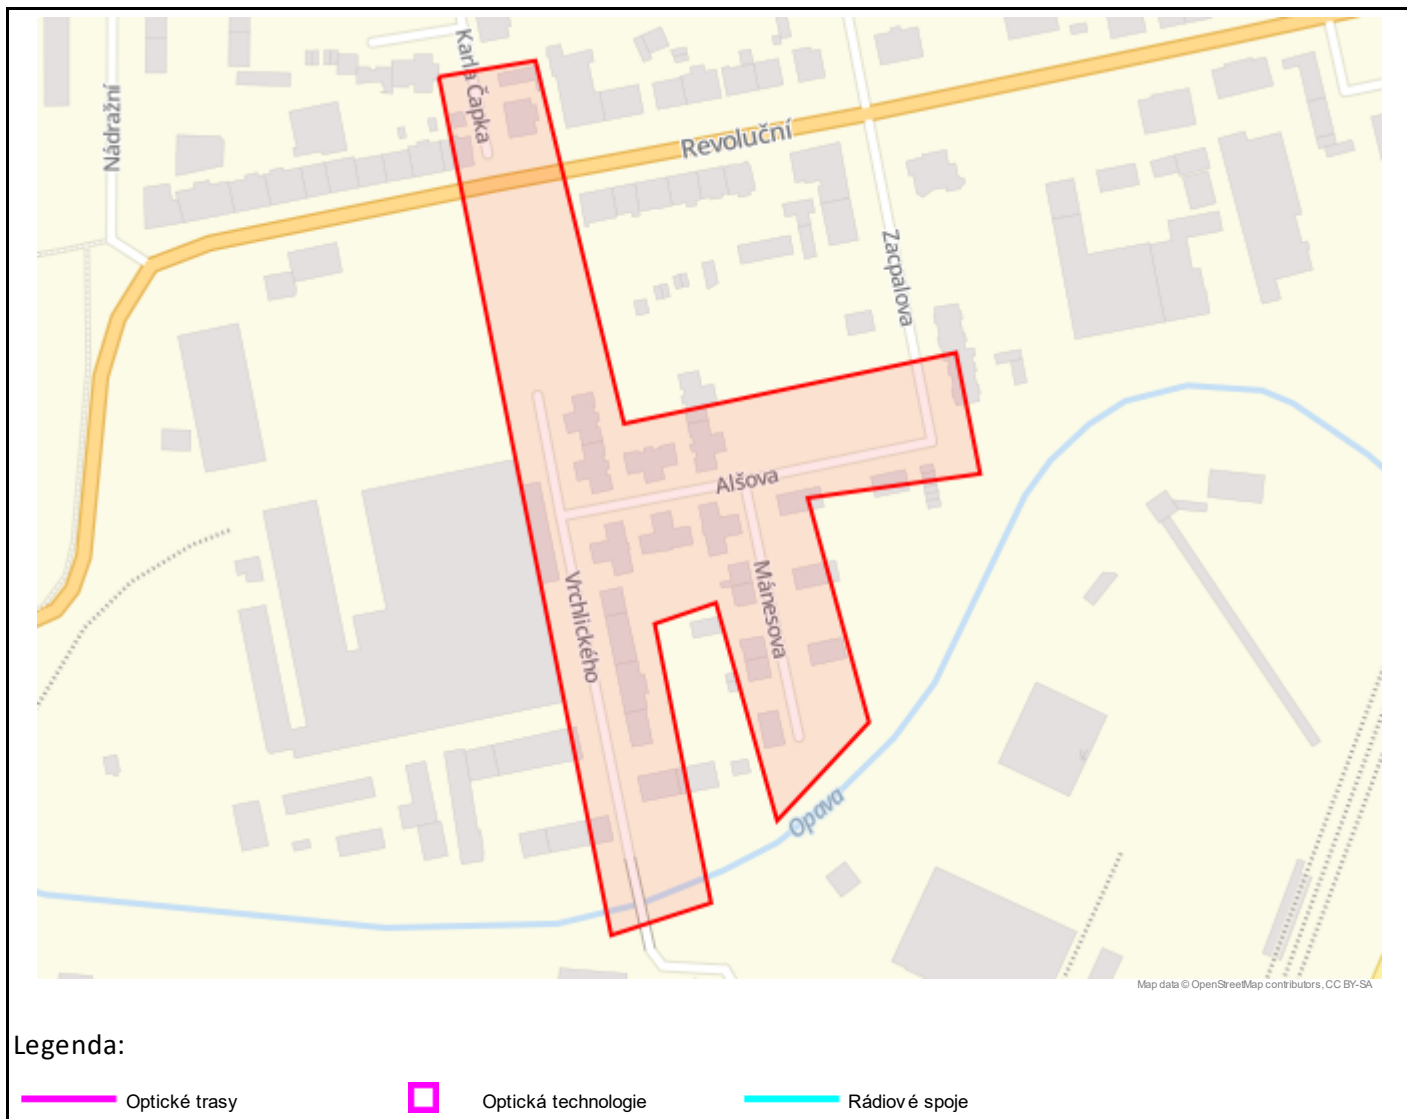 Karla Čapka
Nádražní
Revoluční
Zacpalova
Alšova
Vrchlického
Mánesova
Opava
Map data © OpenStreetMap contributors, CC BY-SA
Legenda:
Optické trasy
Optická technologie
Rádiové spoje